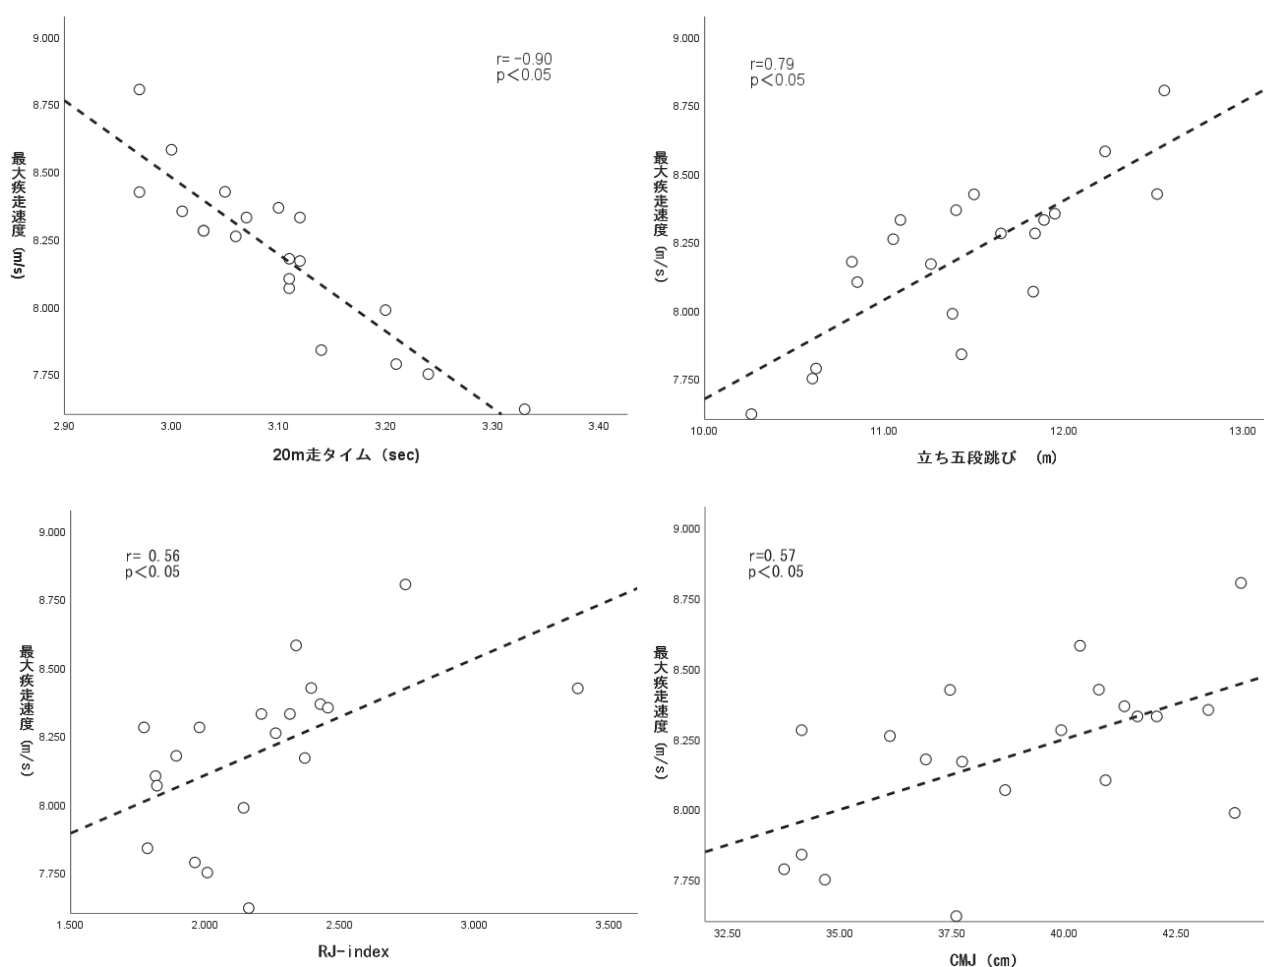 9.000
8.750
8.500
8.250
8.000
7.750
最大疾走速度 (m/s)
r= -0.90
p<0.05
2.90 3.00 3.10 3.20 3.30 3.40
20m走タイム (sec)
9.000
8.750
8.500
8.250
8.000
7.750
最大疾走速度 (m/s)
r=0.79
p<0.05
10.00 11.00 12.00 13.00
立ち五段跳び (m)
9.000
8.750
8.500
8.250
8.000
7.750
最大疾走速度 (m/s)
r= 0.56
p<0.05
1.500 2.000 2.500 3.000 3.500
RJ-index
9.000
8.750
8.500
8.250
8.000
7.750
最大疾走速度 (m/s)
r=0.57
p<0.05
32.50 35.00 37.50 40.00 42.50
CMJ (cm)